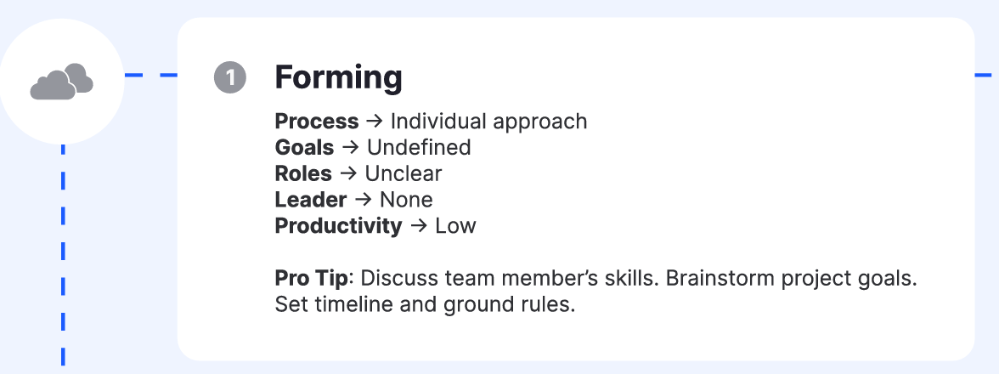 1 Forming
Process → Individual approach
Goals → Undefined
Roles → Unclear
Leader → None
Productivity → Low
Pro Tip: Discuss team member’s skills. Brainstorm project goals.
Set timeline and ground rules.